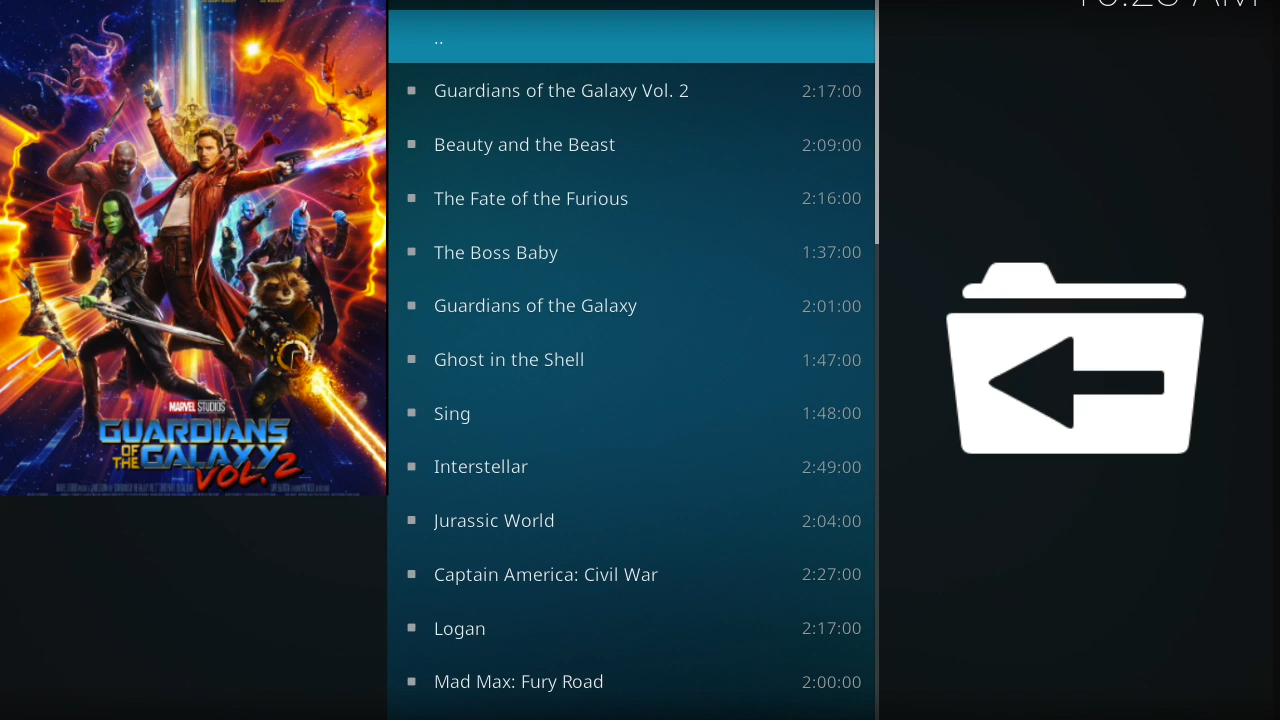 MARVEL STUDIOS
GUARDIANS
OF THE GALAXY
VOL. 2
..
Guardians of the Galaxy Vol. 2 2:17:00
Beauty and the Beast 2:09:00
The Fate of the Furious 2:16:00
The Boss Baby 1:37:00
Guardians of the Galaxy 2:01:00
Ghost in the Shell 1:47:00
Sing 1:48:00
Interstellar 2:49:00
Jurassic World 2:04:00
Captain America: Civil War 2:27:00
Logan 2:17:00
Mad Max: Fury Road 2:00:00